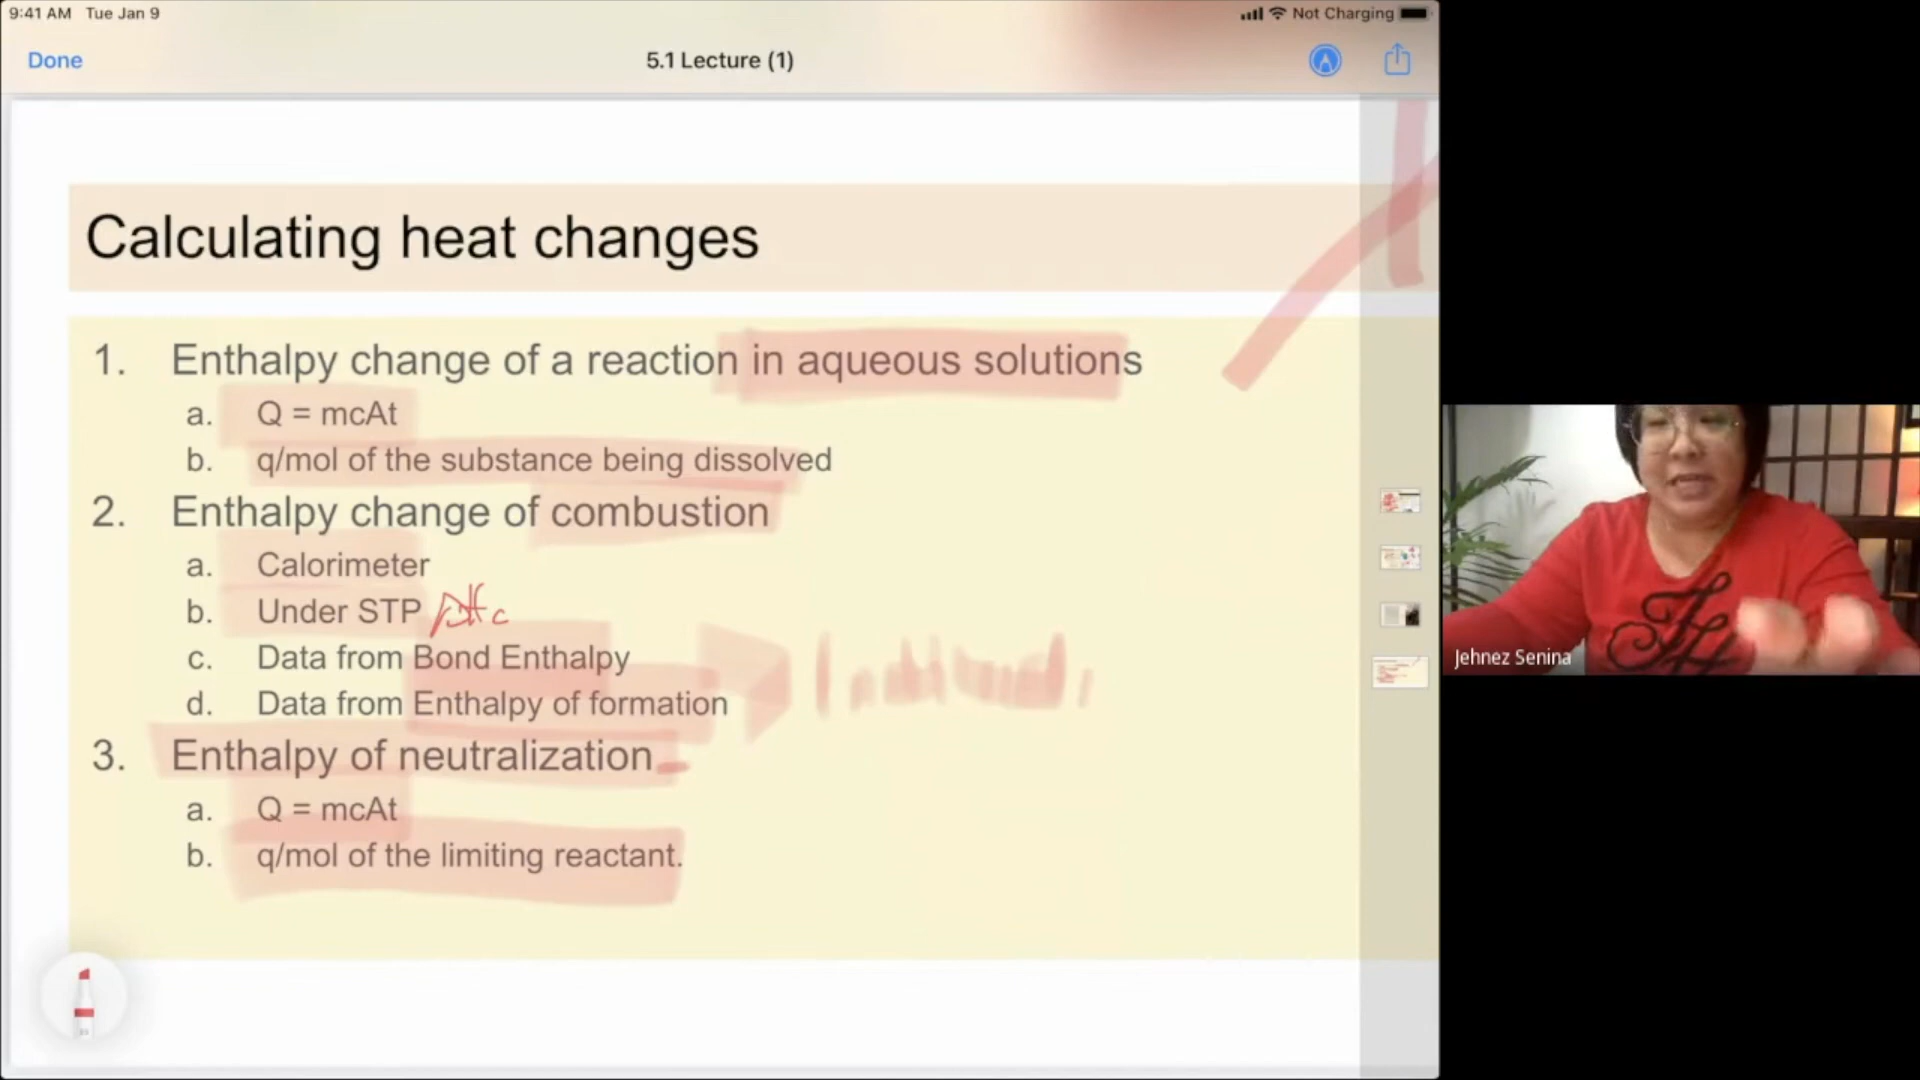 9:41 AM Tue Jan 9
Not Charging
Done
5.1 Lecture (1)
Calculating heat changes
1. Enthalpy change of a reaction in aqueous solutions
a. Q = mcAt
b. q/mol of the substance being dissolved
2. Enthalpy change of combustion
a. Calorimeter
b. Under STP
c. Data from Bond Enthalpy
d. Data from Enthalpy of formation
3. Enthalpy of neutralization
a. Q = mcAt
b. q/mol of the limiting reactant.
Jehnez Senina